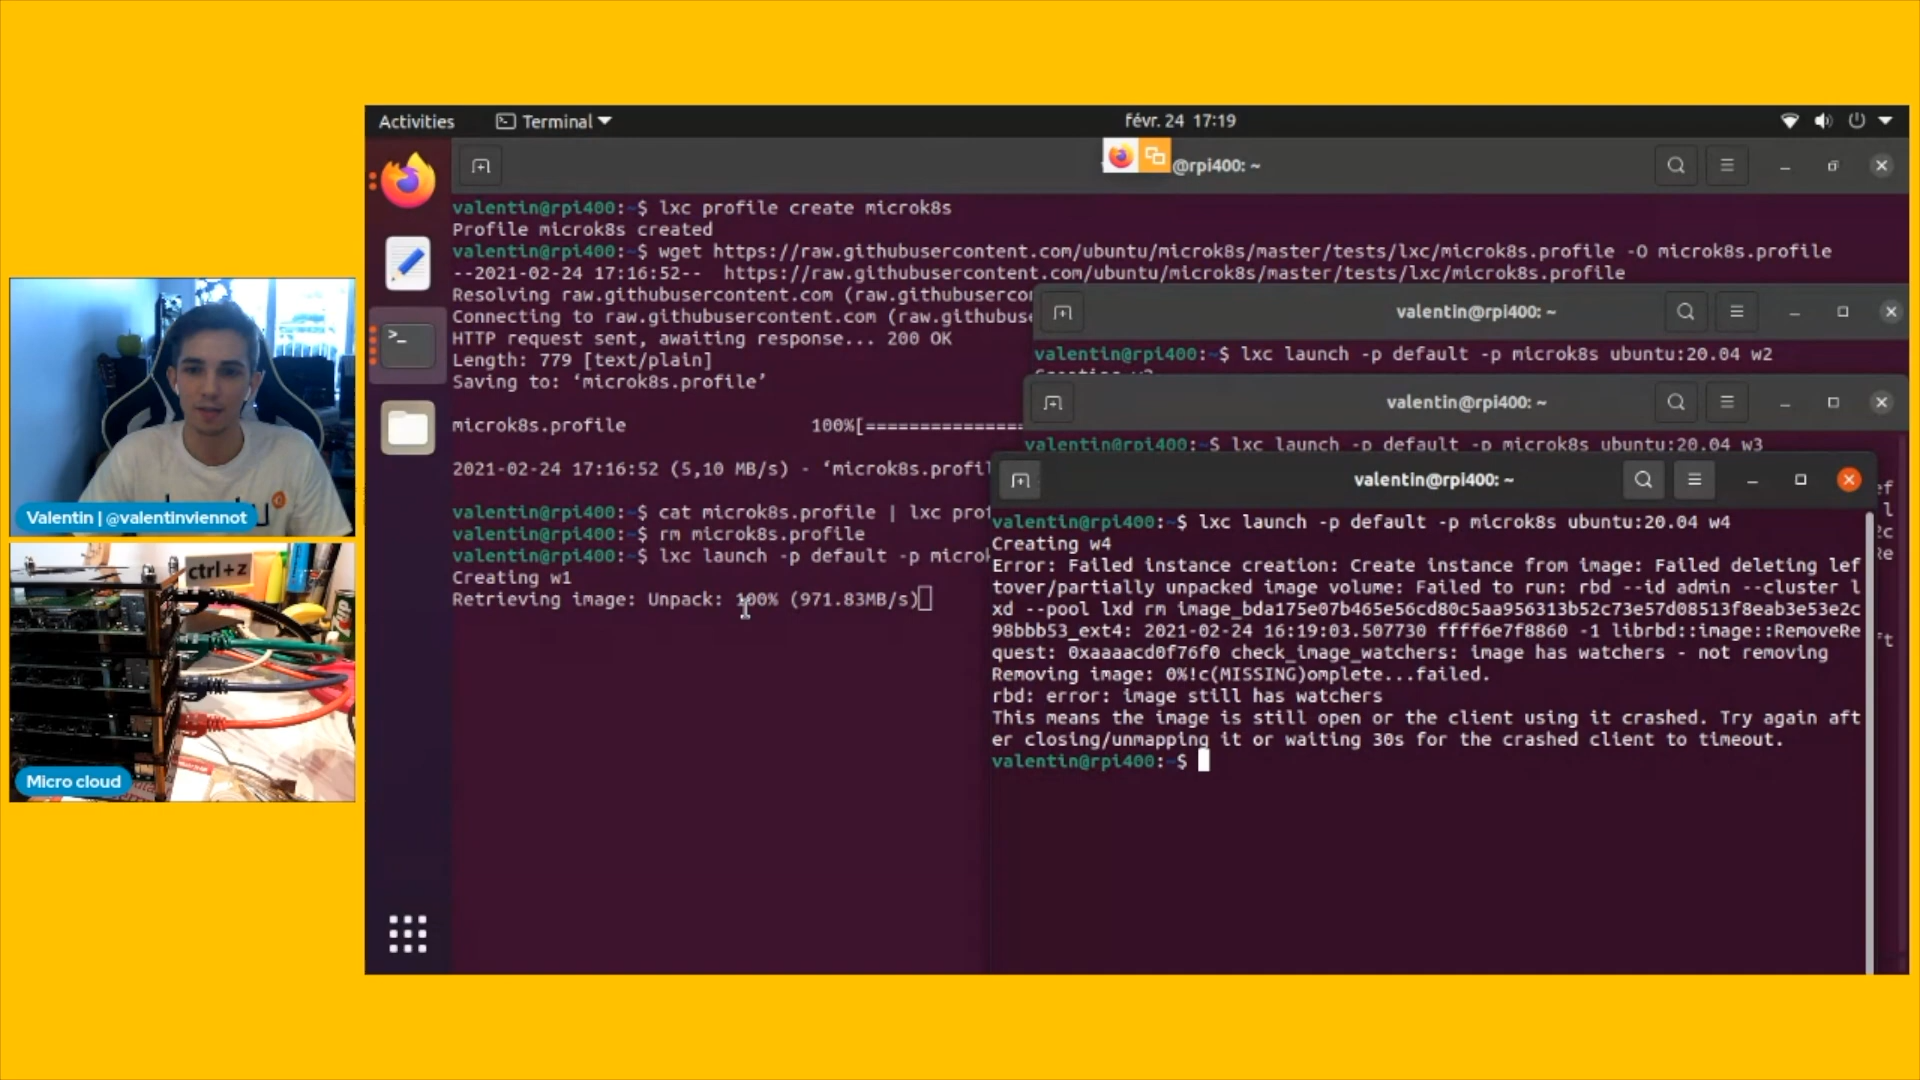 Activities
Terminal
févr. 24 17:19
@rpi400: ~
valentin@rpi400:~$ lxc profile create microk8s
Profile microk8s created
valentin@rpi400:~$ wget https://raw.githubusercontent.com/ubuntu/microk8s/master/tests/lxc/microk8s.profile -O microk8s.profile
--2021-02-24 17:16:52-- https://raw.githubusercontent.com/ubuntu/microk8s/master/tests/lxc/microk8s.profile
Resolving raw.githubusercontent.com (raw.githuberco
Connecting to raw.githubusercontent.com (raw.githubuse
HTTP request sent, awaiting response... 200 OK
Length: 779 [text/plain]
Saving to: ‘microk8s.profile’
microk8s.profile 100%[===============
2021-02-24 17:16:52 (5,10 MB/s) - ‘microk8s.profil
valentin@rpi400:~$ cat microk8s.profile | lxc prof
valentin@rpi400:~$ rm microk8s.profile
valentin@rpi400:~$ lxc launch -p default -p microk
Creating w1
Retrieving image: Unpack: 100% (971.83MB/s)
valentin@rpi400: ~
valentin@rpi400:~$ lxc launch -p default -p microk8s ubuntu:20.04 w2
valentin@rpi400: ~
valentin@rpi400:~$ lxc launch -p default -p microk8s ubuntu:20.04 w3
valentin@rpi400: ~
valentin@rpi400:~$ lxc launch -p default -p microk8s ubuntu:20.04 w4
Creating w4
Error: Failed instance creation: Create instance from image: Failed deleting lef
tover/partially unpacked image volume: Failed to run: rbd --id admin --cluster l
xd --pool lxd rm image_bda175e07b465e56cd80c5aa956313b52c73e57d08513f8eab3e53e2c
98bbb53_ext4: 2021-02-24 16:19:03.507730 ffff6e7f8860 -1 librbd::image::RemoveRe
quest: 0xaaaacd0f76f0 check_image_watchers: image has watchers - not removing
Removing image: 0%!c(MISSING)omplete...failed.
rbd: error: image still has watchers
This means the image is still open or the client using it crashed. Try again aft
er closing/unmapping it or waiting 30s for the crashed client to timeout.
valentin@rpi400:~$
ef
l
2c
Re
ft
Valentin | @valentinviennot
ctrl+z
Micro cloud